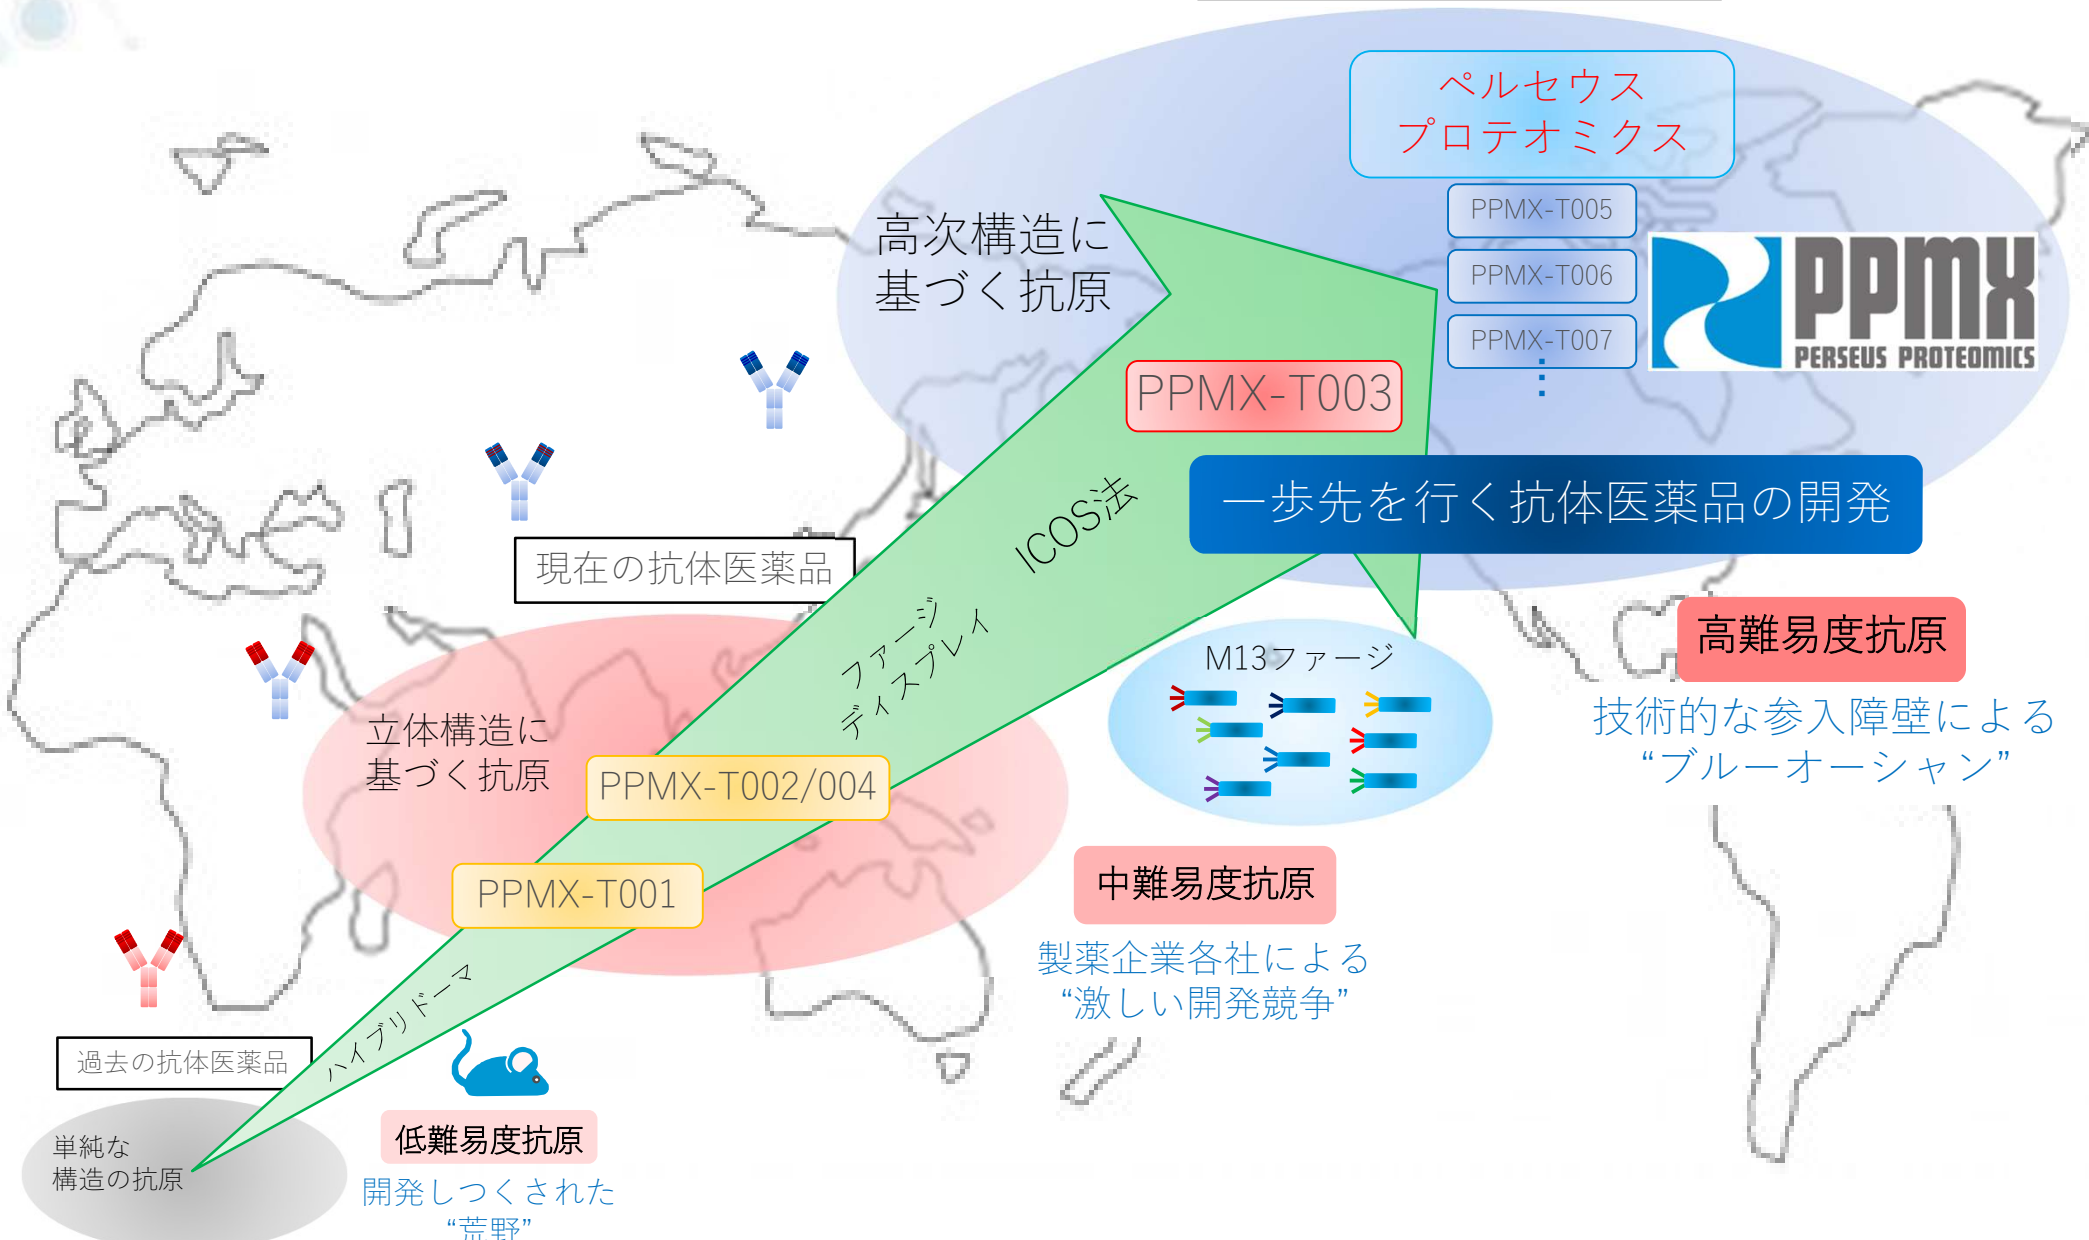 ペルセウス
プロテオミクス
PPMX-T005
PPMX-T006
PPMX-T007
PPMX
PERSEUS PROTEOMICS
高次構造に
基づく抗原
PPMX-T003
一歩先を行く抗体医薬品の開発
ICOS法
現在の抗体医薬品
ファージ
ディスプレイ
高難易度抗原
技術的な参入障壁による
“ブルーオーシャン”
M13ファージ
立体構造に
基づく抗原
PPMX-T002/004
PPMX-T001
中難易度抗原
製薬企業各社による
“激しい開発競争”
ハイブリドーマ
過去の抗体医薬品
単純な
構造の抗原
低難易度抗原
開発しつくされた
“荒野”